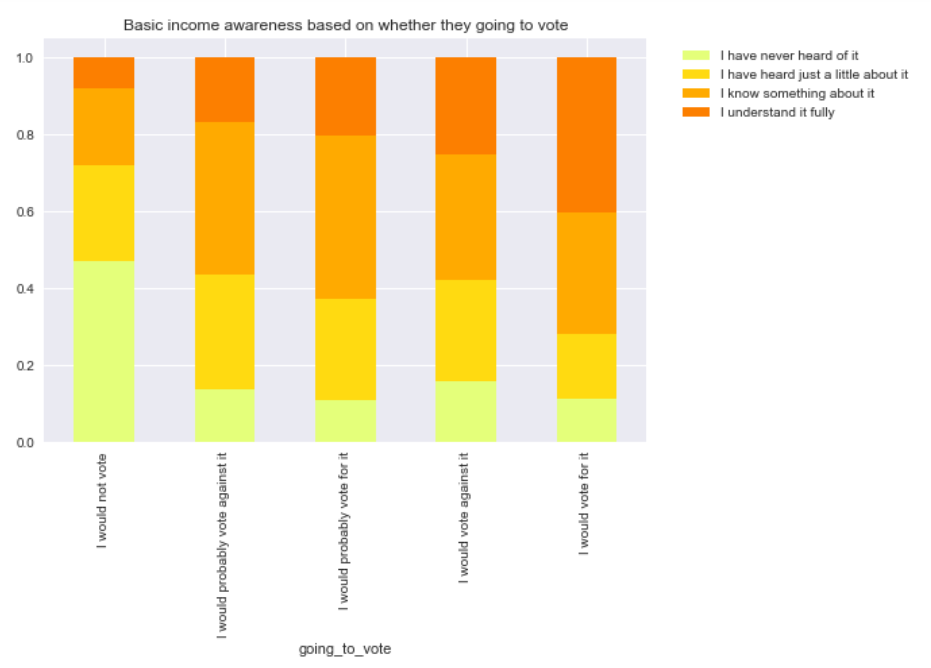 Basic income awareness based on whether they going to vote
I have never heard of it
I have heard just a little about it
I know something about it
I understand it fully
1.0
0.8
0.6
0.4
0.2
0.0
I would not vote
I would probably vote against it
I would probably vote for it
I would vote against it
I would vote for it
going_to_vote